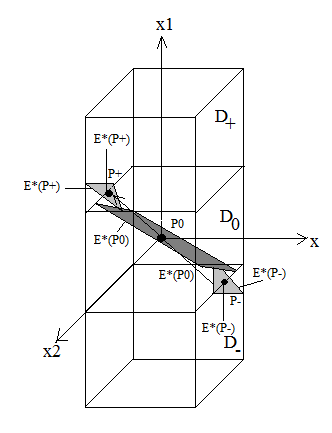 x1
D+
E*(P+)
P+
E*(P+)
P0
D0
E*(P0)
x
E*(P0)
E*(P-)
P-
E*(P-)
D-
x2